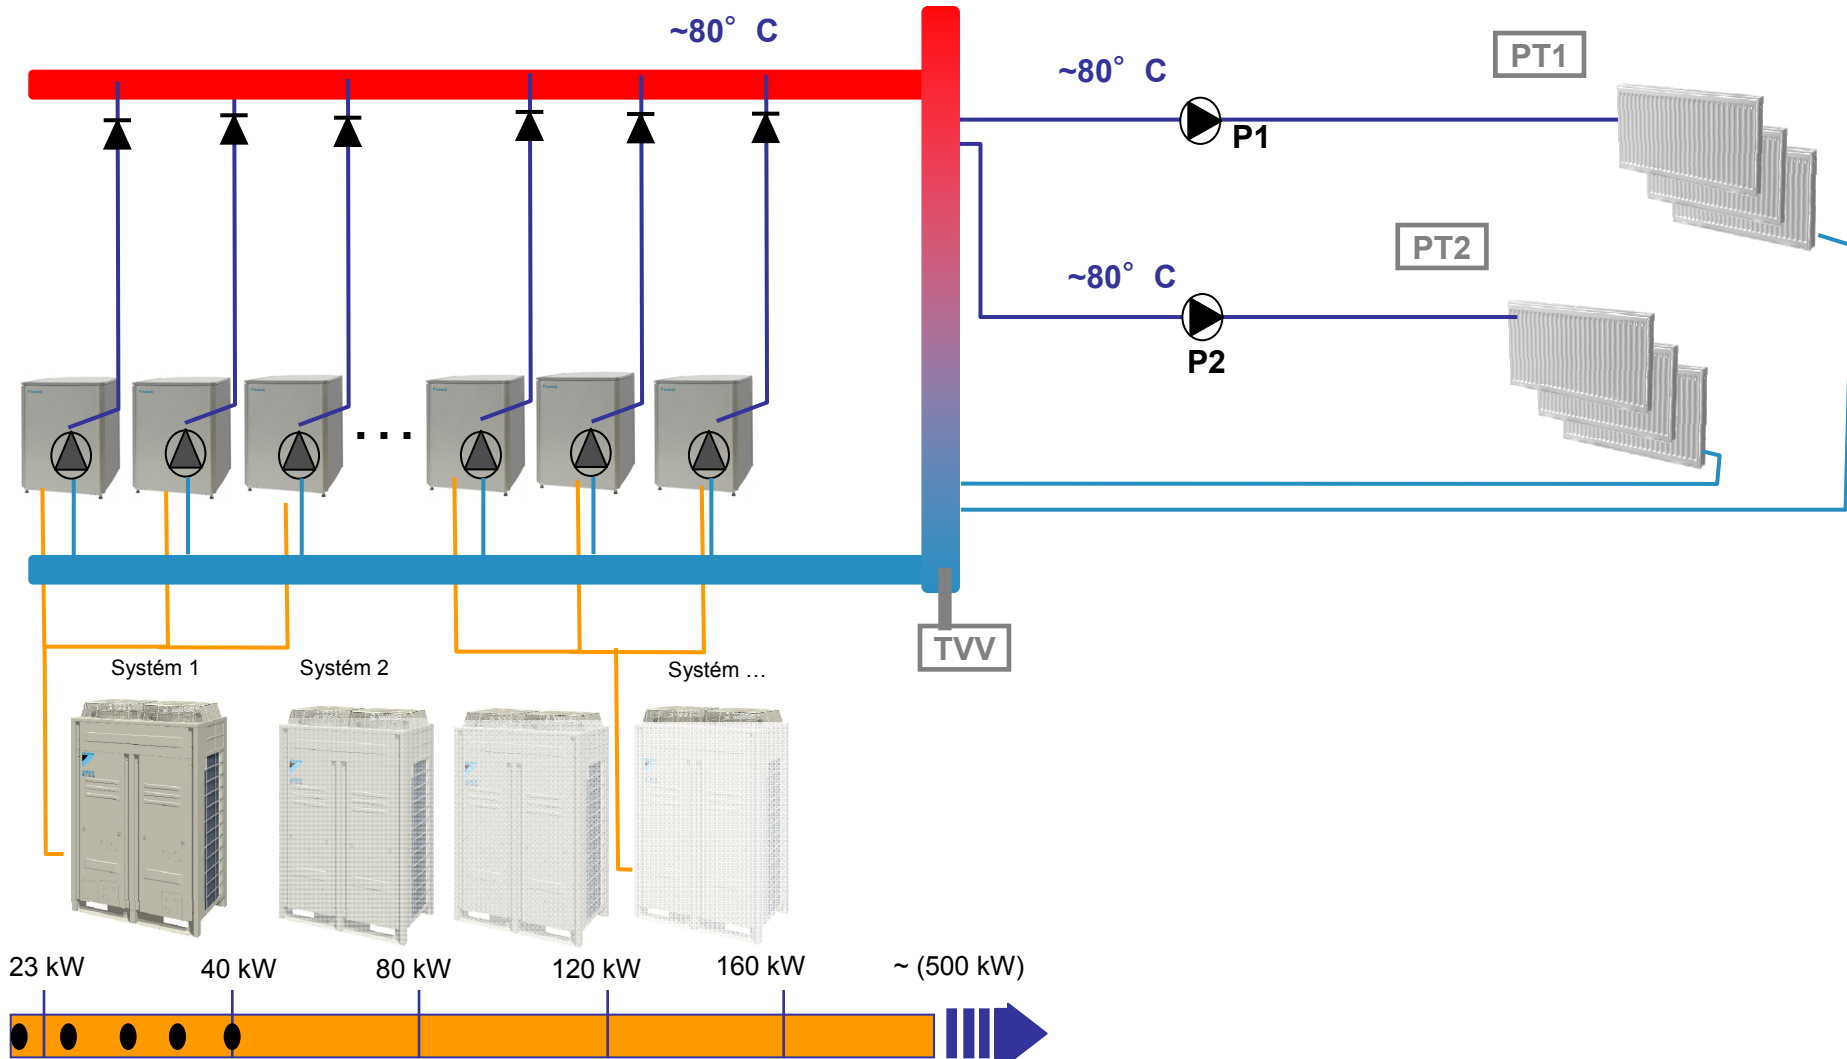 ~80° C
~80° C
PT1
P1
PT2
~80° C
P2
. . .
TVV
Systém 1
Systém 2
Systém ...
23 kW
40 kW
80 kW
120 kW
160 kW
~ (500 kW)